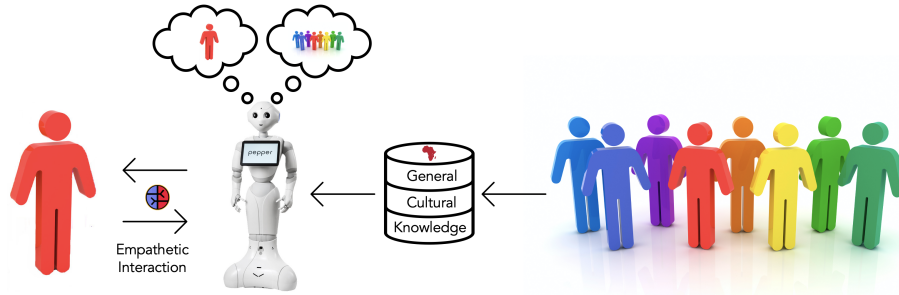 pepper
General
Cultural
Knowledge
Empathetic
Interaction